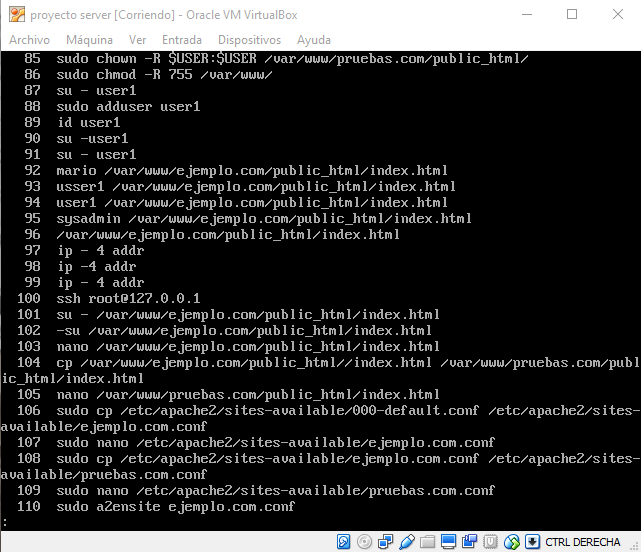 proyecto server [Corriendo] - Oracle VM VirtualBox
Archivo Máquina Ver Entrada Dispositivos Ayuda
85 sudo chown -R $USER:$USER /var/www/pruebas.com/public_html/
86 sudo chmod -R 755 /var/www/
87 su - user1
88 sudo adduser user1
89 id user1
90 su -user1
91 su - user1
92 mario /var/www/ejemplo.com/public_html/index.html
93 usser1 /var/www/ejemplo.com/public_html/index.html
94 user1 /var/www/ejemplo.com/public_html/index.html
95 sysadmin /var/www/ejemplo.com/public_html/index.html
96 /var/www/ejemplo.com/public_html/index.html
97 ip - 4 addr
98 ip -4 addr
99 ip - 4 addr
100 ssh root@127.0.0.1
101 su - /var/www/ejemplo.com/public_html/index.html
102 -su /var/www/ejemplo.com/public_html/index.html
103 nano /var/www/ejemplo.com/public_html/index.html
104 cp /var/www/ejemplo.com/public_html//index.html /var/www/pruebas.com/publ
ic_html/index.html
105 nano /var/www/pruebas.com/public_html/index.html
106 sudo cp /etc/apache2/sites-available/000-default.conf /etc/apache2/sites-
available/ejemplo.com.conf
107 sudo nano /etc/apache2/sites-available/ejemplo.com.conf
108 sudo cp /etc/apache2/sites-available/ejemplo.com.conf /etc/apache2/sites-
available/pruebas.com.conf
109 sudo nano /etc/apache2/sites-available/pruebas.com.conf
110 sudo a2ensite ejemplo.com.conf
:
CTRL DERECHA